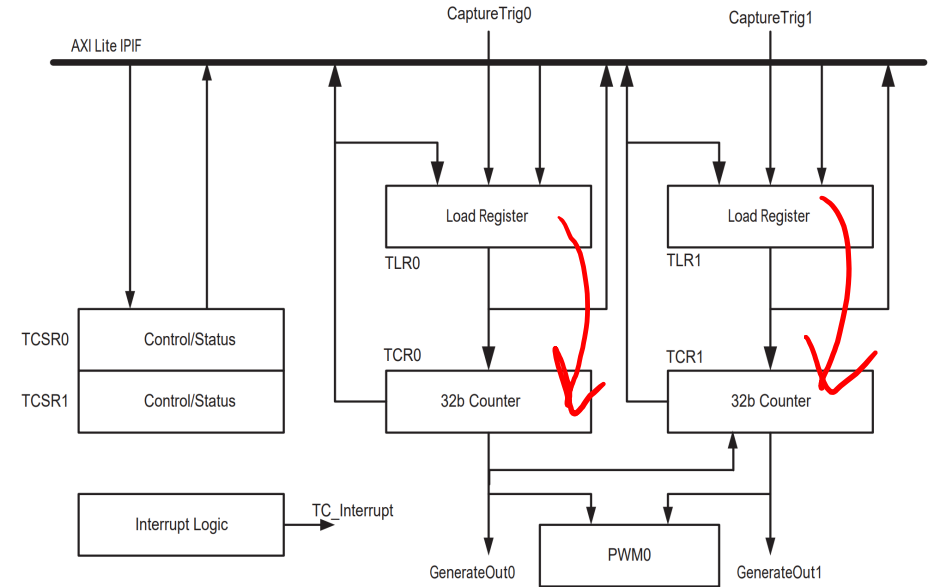 CaptureTrig0
CaptureTrig1
AXI Lite IPIF
Load Register
Load Register
TLR0
TLR1
TCSR0
Control/Status
TCR0
TCR1
TCSR1
Control/Status
32b Counter
32b Counter
Interrupt Logic
TC_Interrupt
PWM0
GenerateOut0
GenerateOut1